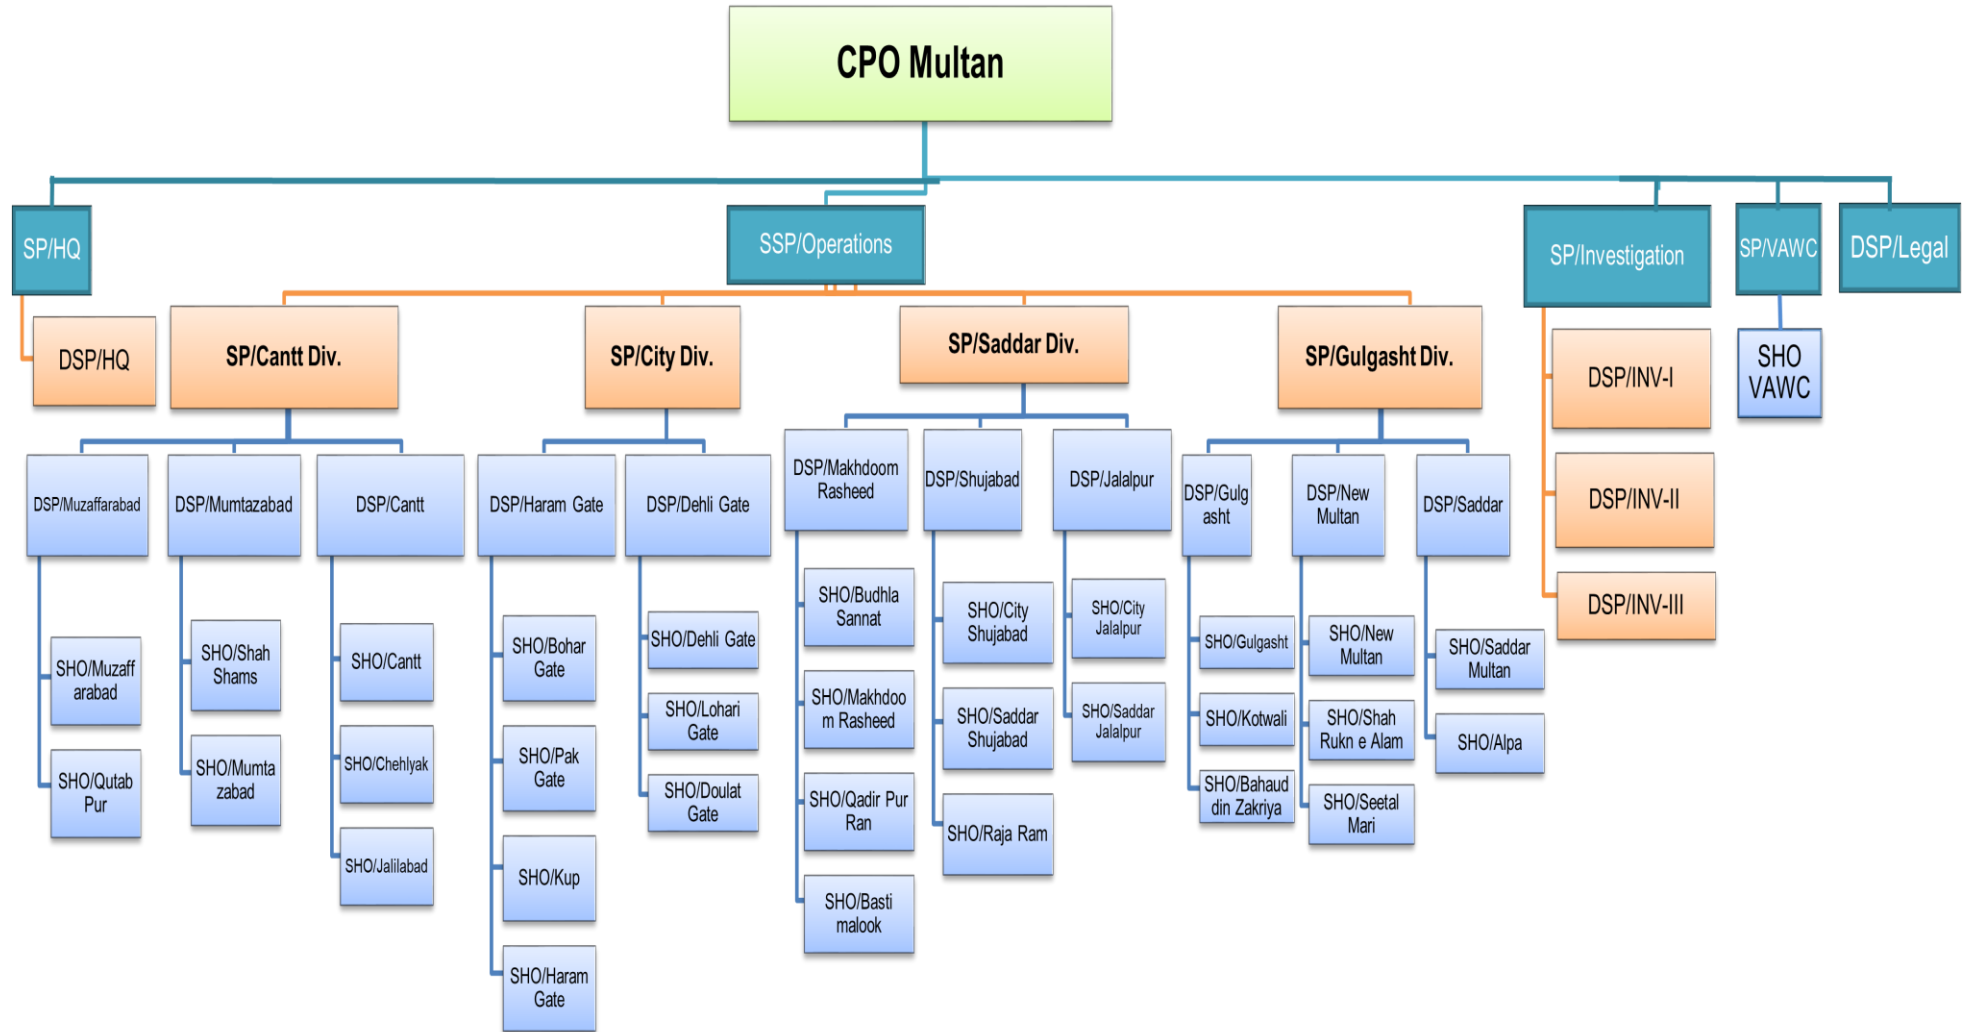 CPO Multan
SP/HQ
SSP/Operations
SP/Investigation
SP/VAWC
DSP/Legal
DSP/HQ
SP/Cantt Div.
SP/City Div.
SP/Saddar Div.
SP/Gulgasht Div.
DSP/INV-I
DSP/INV-II
DSP/INV-III
SHO
VAWC
DSP/Muzaffarabad
DSP/Mumtazabad
DSP/Cantt
DSP/Haram Gate
DSP/Dehli Gate
DSP/Makhdoom
Rasheed
DSP/Shujabad
DSP/Jalalpur
DSP/Gulg
asht
DSP/New
Multan
DSP/Saddar
SHO/Muzaff
arabad
SHO/Qutab
Pur
SHO/Shah
Shams
SHO/Mumta
zabad
SHO/Cantt
SHO/Chehlyak
SHO/Jalilabad
SHO/Bohar
Gate
SHO/Pak
Gate
SHO/Kup
SHO/Haram
Gate
SHO/Dehli Gate
SHO/Lohari
Gate
SHO/Doulat
Gate
SHO/Budhla
Sannat
SHO/Makhdoo
m Rasheed
SHO/Qadir Pur
Ran
SHO/Basti
malook
SHO/City
Shujabad
SHO/Saddar
Shujabad
SHO/Raja Ram
SHO/City
Jalalpur
SHO/Saddar
Jalalpur
SHO/Gulgasht
SHO/Kotwali
SHO/Bahaud
din Zakriya
SHO/New
Multan
SHO/Shah
Rukn e Alam
SHO/Seetal
Mari
SHO/Saddar
Multan
SHO/Alpa